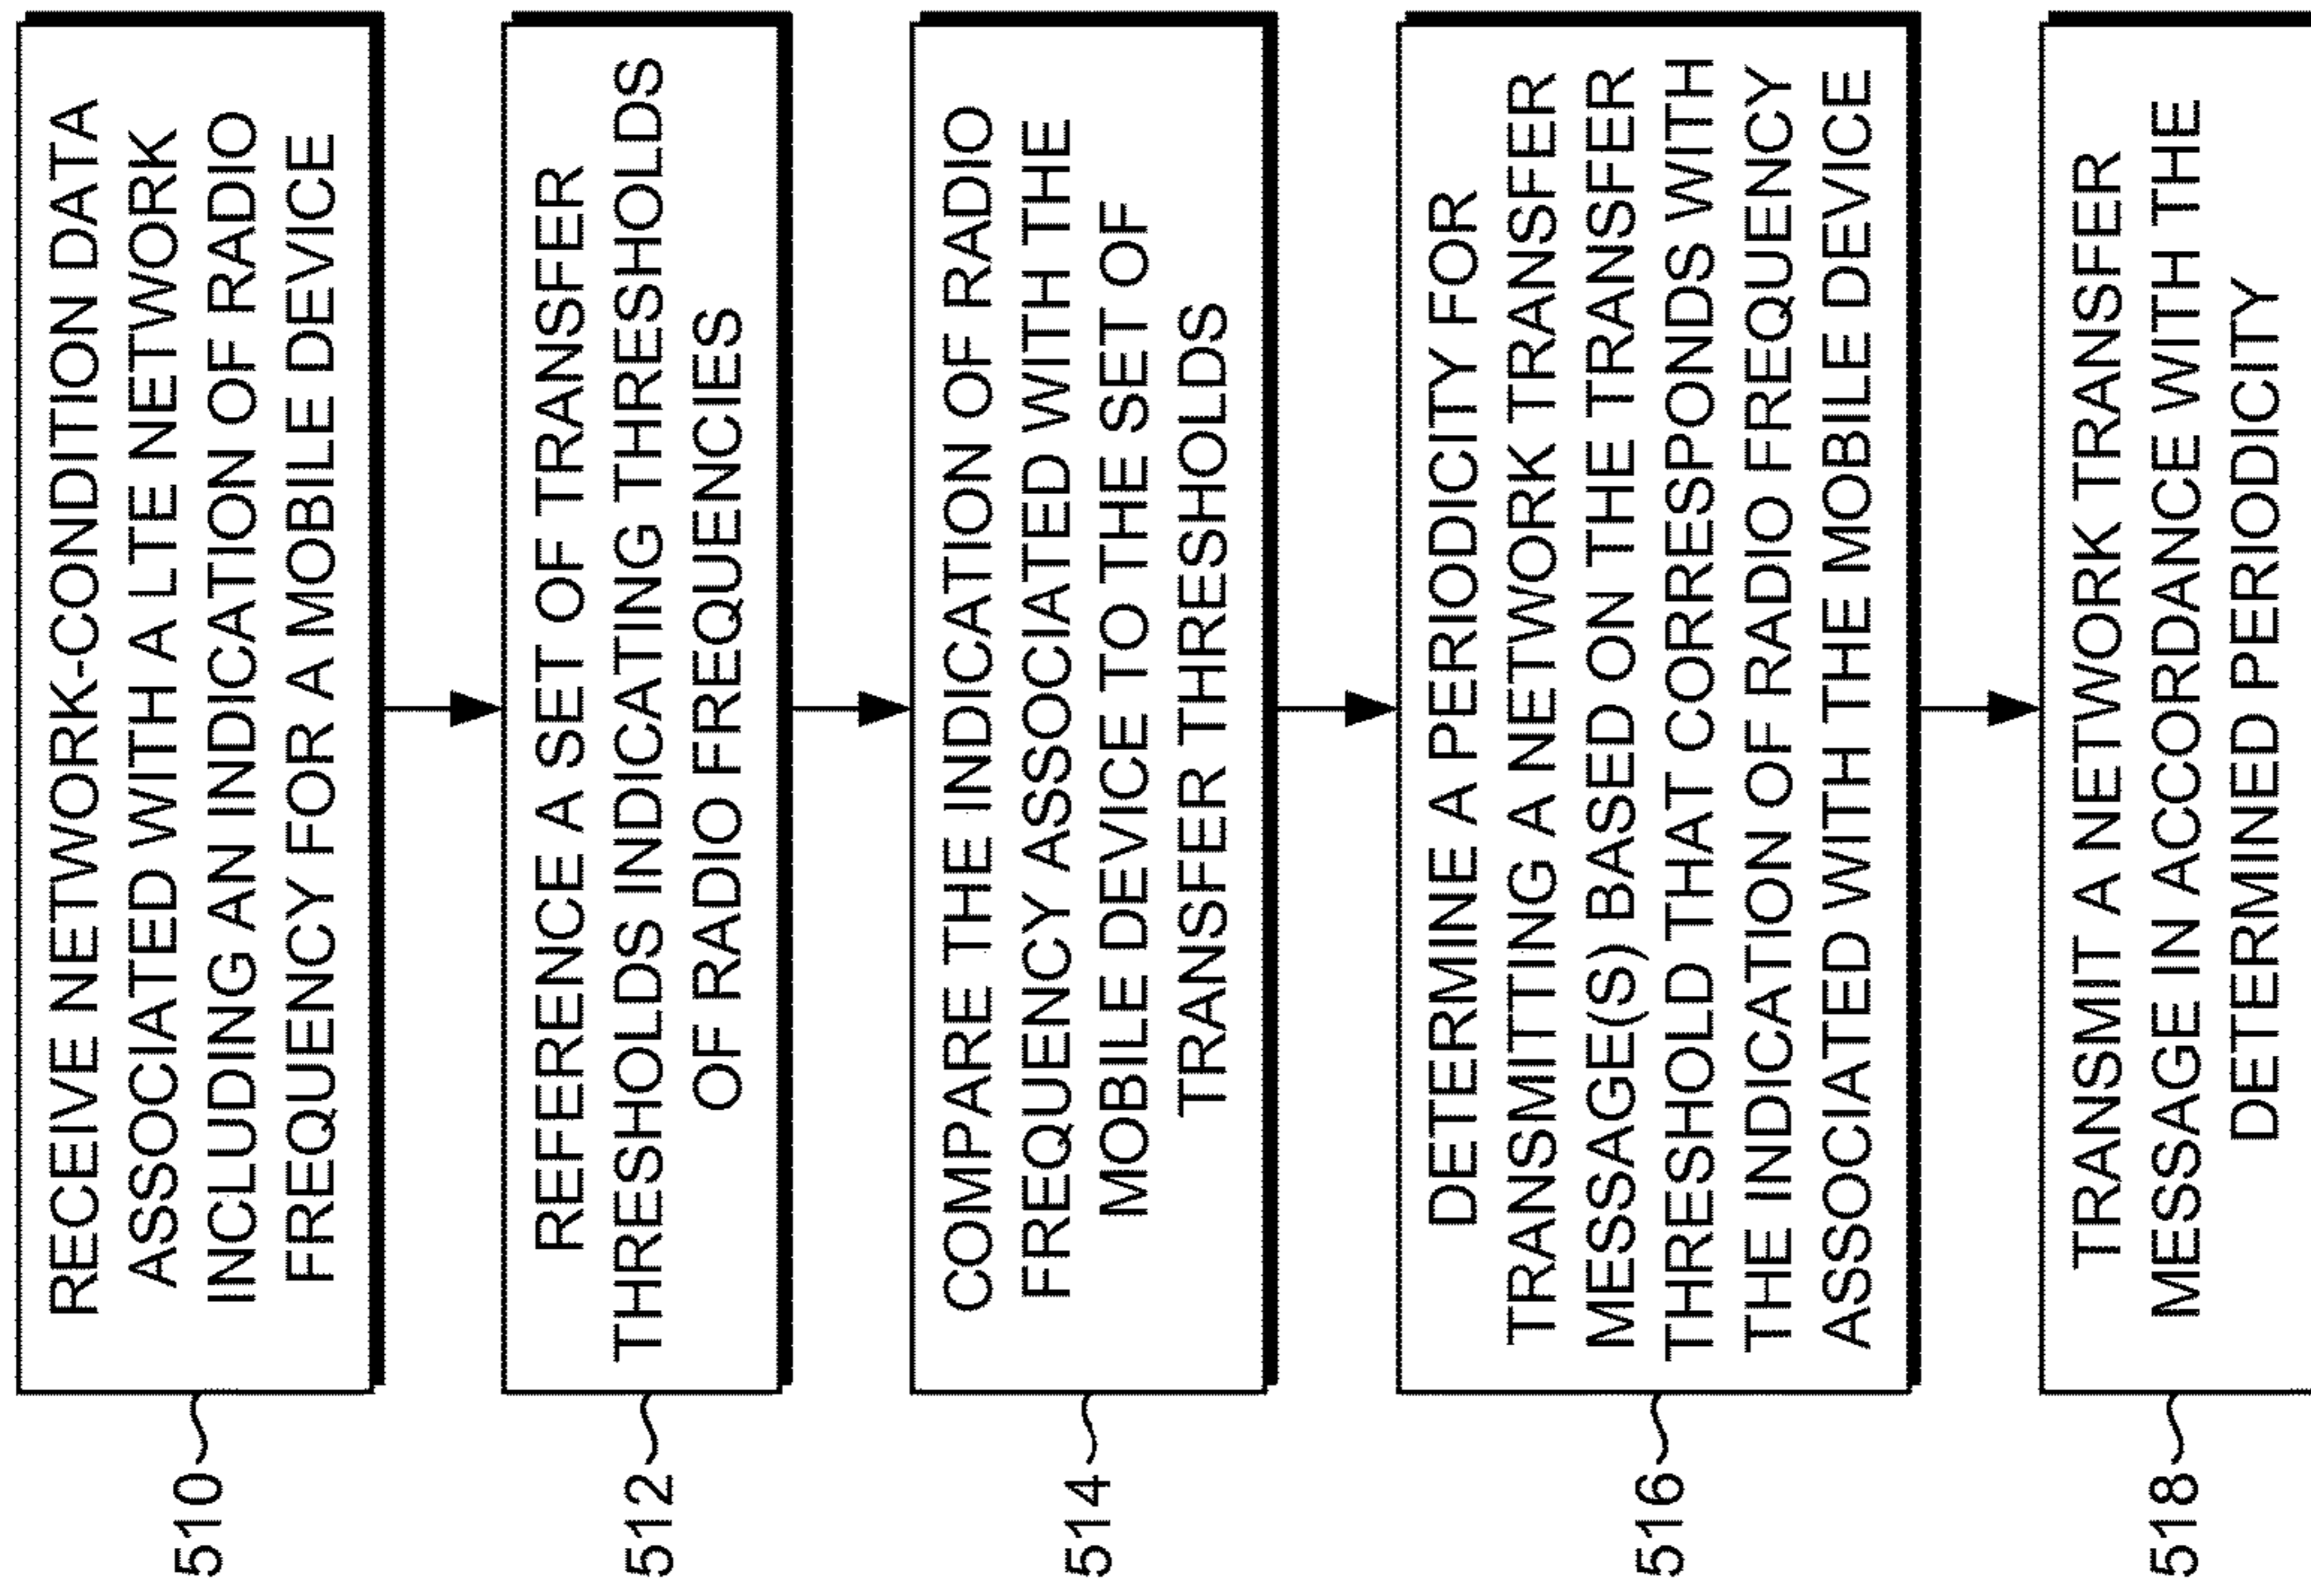 510
RECEIVE NETWORK-CONDITION DATA
ASSOCIATED WITH A LTE NETWORK
INCLUDING AN INDICATION OF RADIO
FREQUENCY FOR A MOBILE DEVICE
512
REFERENCE A SET OF TRANSFER
THRESHOLDS INDICATING THRESHOLDS
OF RADIO FREQUENCIES
514
COMPARE THE INDICATION OF RADIO
FREQUENCY ASSOCIATED WITH THE
MOBILE DEVICE TO THE SET OF
TRANSFER THRESHOLDS
516
DETERMINE A PERIODICITY FOR
TRANSMITTING A NETWORK TRANSFER
MESSAGE(S) BASED ON THE TRANSFER
THRESHOLD THAT CORRESPONDS WITH
THE INDICATION OF RADIO FREQUENCY
ASSOCIATED WITH THE MOBILE DEVICE
518
TRANSMIT A NETWORK TRANSFER
MESSAGE IN ACCORDANCE WITH THE
DETERMINED PERIODICITY